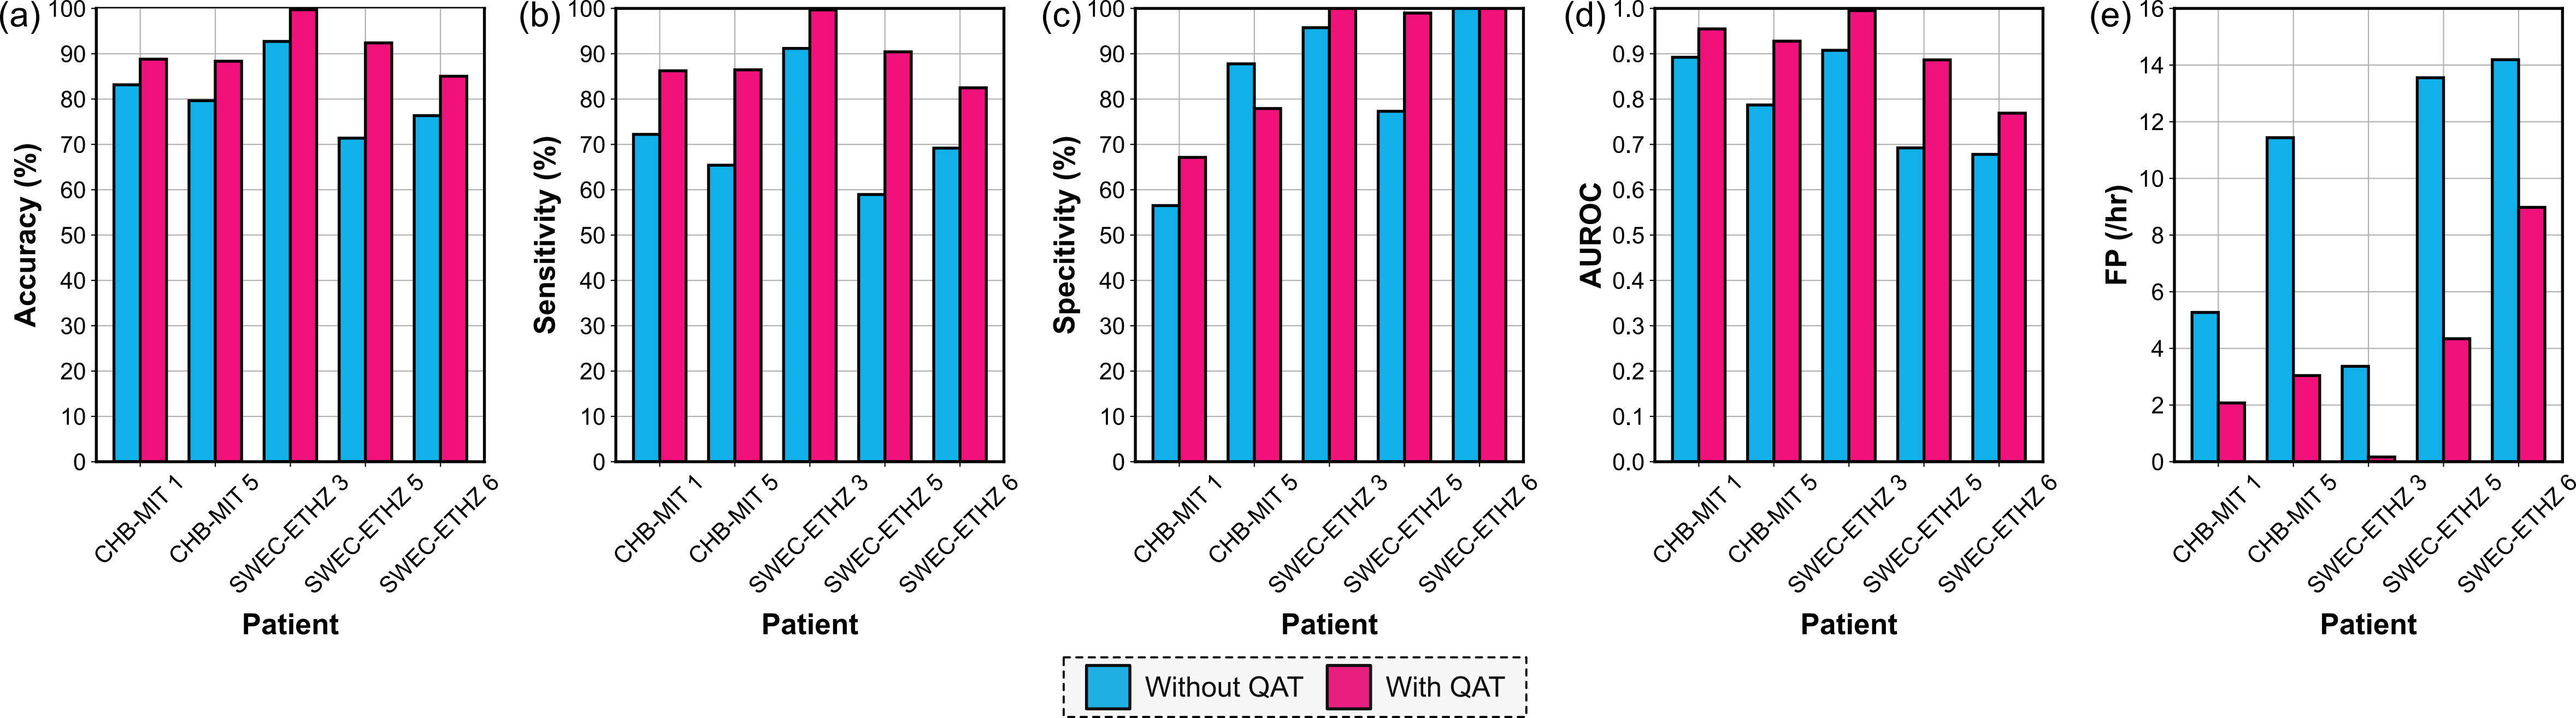 (a)
Accuracy (%)
100
90
80
70
60
50
40
30
20
10
0
CHB-MIT 1
CHB-MIT 5
SWEC-ETHZ 3
SWEC-ETHZ 5
SWEC-ETHZ 6
Patient
(b)
Sensitivity (%)
100
90
80
70
60
50
40
30
20
10
0
CHB-MIT 1
CHB-MIT 5
SWEC-ETHZ 3
SWEC-ETHZ 5
SWEC-ETHZ 6
Patient
(c)
Specitivity (%)
100
90
80
70
60
50
40
30
20
10
0
CHB-MIT 1
CHB-MIT 5
SWEC-ETHZ 3
SWEC-ETHZ 5
SWEC-ETHZ 6
Patient
(d)
AUROC
1.0
0.9
0.8
0.7
0.6
0.5
0.4
0.3
0.2
0.1
0.0
CHB-MIT 1
CHB-MIT 5
SWEC-ETHZ 3
SWEC-ETHZ 5
SWEC-ETHZ 6
Patient
(e)
FP (/hr)
16
14
12
10
8
6
4
2
0
CHB-MIT 1
CHB-MIT 5
SWEC-ETHZ 3
SWEC-ETHZ 5
SWEC-ETHZ 6
Patient
Without QAT
With QAT